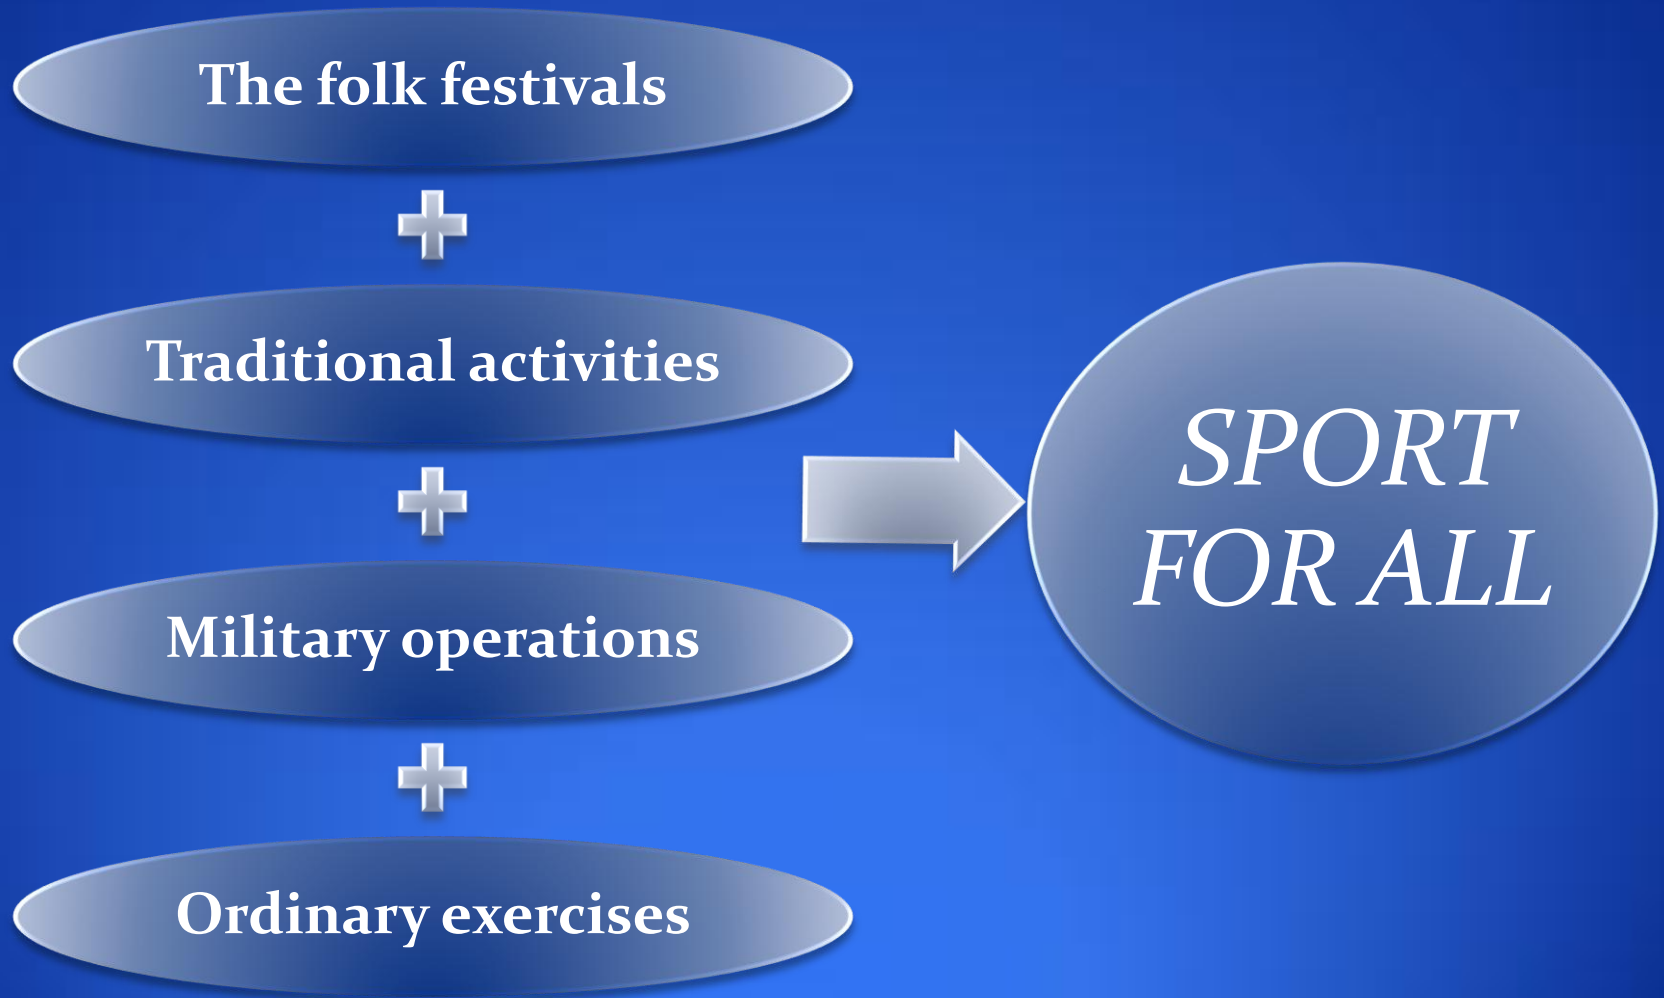 The folk festivals
Traditional activities
Military operations
Ordinary exercises
SPORT
FOR ALL